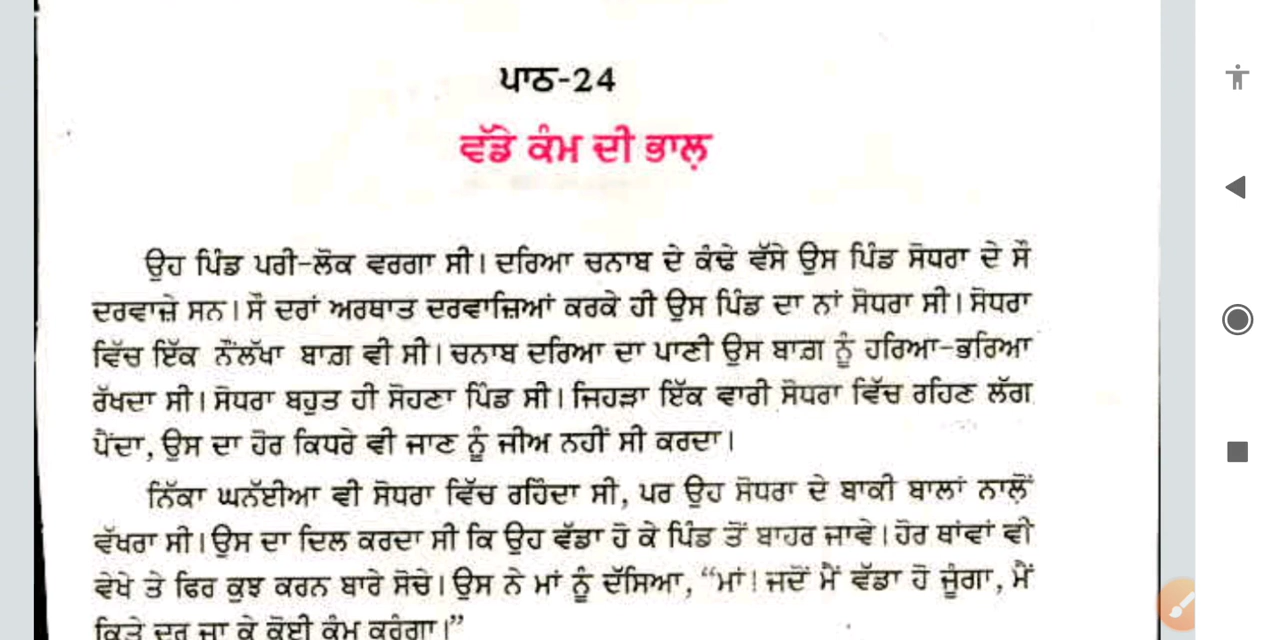 ਪਾਠ-24
ਵੱਡੇ ਕੰਮ ਦੀ ਭਾਲ਼
ਉਹ ਪਿੰਡ ਪਰੀ-ਲੋਕ ਵਰਗਾ ਸੀ। ਦਰਿਆ ਚਨਾਬ ਦੇ ਕੰਢੇ ਵੱਸੇ ਉਸ ਪਿੰਡ ਸੋਧਰਾ ਦੇ ਸੌ
ਦਰਵਾਜ਼ੇ ਸਨ। ਸੌ ਦਰਾਂ ਅਰਥਾਤ ਦਰਵਾਜ਼ਿਆਂ ਕਰਕੇ ਹੀ ਉਸ ਪਿੰਡ ਦਾ ਨਾਂ ਸੋਧਰਾ ਸੀ। ਸੋਧਰਾ
ਵਿੱਚ ਇੱਕ ਨੌਂਲੱਖਾ ਬਾਗ਼ ਵੀ ਸੀ। ਚਨਾਬ ਦਰਿਆ ਦਾ ਪਾਣੀ ਉਸ ਬਾਗ਼ ਨੂੰ ਹਰਿਆ-ਭਰਿਆ
ਰੱਖਦਾ ਸੀ। ਸੋਧਰਾ ਬਹੁਤ ਹੀ ਸੋਹਣਾ ਪਿੰਡ ਸੀ। ਜਿਹੜਾ ਇੱਕ ਵਾਰੀ ਸੋਧਰਾ ਵਿੱਚ ਰਹਿਣ ਲੱਗ
ਪੈਂਦਾ, ਉਸ ਦਾ ਹੋਰ ਕਿਧਰੇ ਵੀ ਜਾਣ ਨੂੰ ਜੀਅ ਨਹੀਂ ਸੀ ਕਰਦਾ।
ਨਿੱਕਾ ਘਨੱਈਆ ਵੀ ਸੋਧਰਾ ਵਿੱਚ ਰਹਿੰਦਾ ਸੀ, ਪਰ ਉਹ ਸੋਧਰਾ ਦੇ ਬਾਕੀ ਬਾਲਾਂ ਨਾਲ਼ੋਂ
ਵੱਖਰਾ ਸੀ। ਉਸ ਦਾ ਦਿਲ ਕਰਦਾ ਸੀ ਕਿ ਉਹ ਵੱਡਾ ਹੋ ਕੇ ਪਿੰਡ ਤੋਂ ਬਾਹਰ ਜਾਵੇ। ਹੋਰ ਥਾਂਵਾਂ ਵੀ
ਵੇਖੇ ਤੇ ਫਿਰ ਕੁਝ ਕਰਨ ਬਾਰੇ ਸੋਚੇ। ਉਸ ਨੇ ਮਾਂ ਨੂੰ ਦੱਸਿਆ, “ਮਾਂ! ਜਦੋਂ ਮੈਂ ਵੱਡਾ ਹੋ ਜੂੰਗਾ, ਮੈਂ
ਕਿਤੇ ਦੂਰ ਜਾ ਕੇ ਕੋਈ ਕੰਮ ਕਰੂੰਗਾ।”